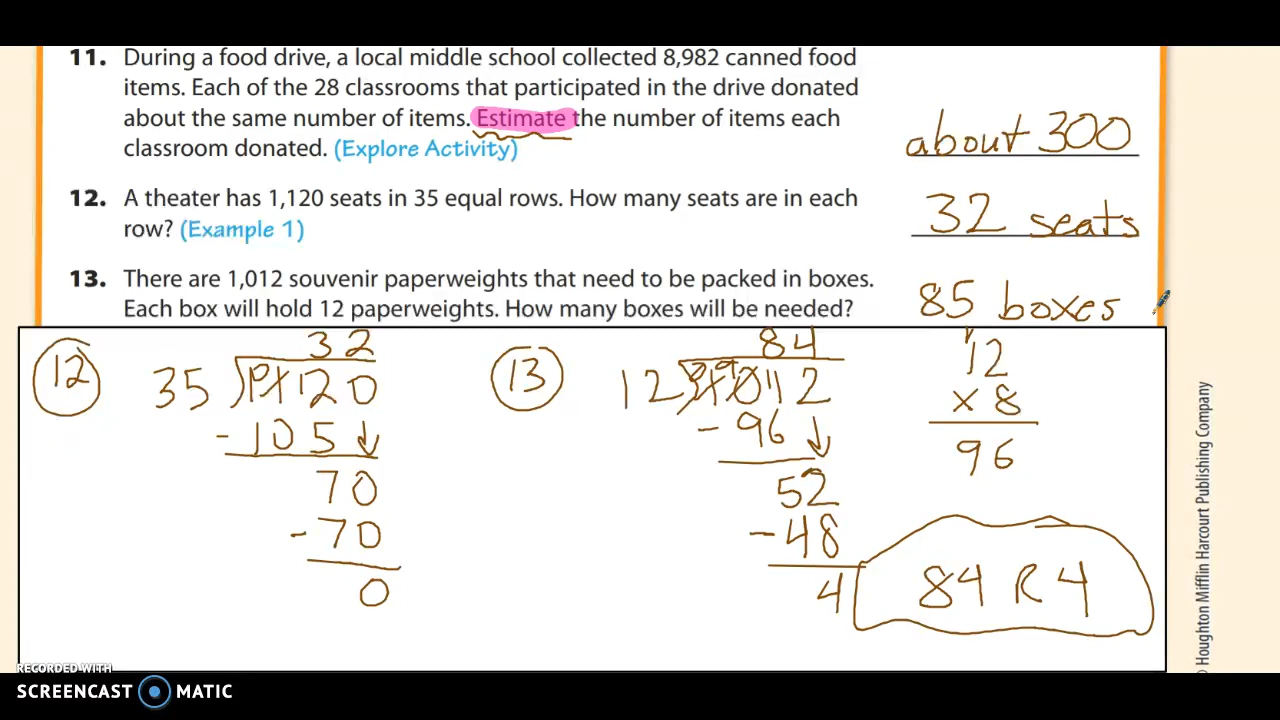 11. During a food drive, a local middle school collected 8,982 canned food
items. Each of the 28 classrooms that participated in the drive donated
about the same number of items. Estimate the number of items each
classroom donated. (Explore Activity)
about 300
12. A theater has 1,120 seats in 35 equal rows. How many seats are in each
row? (Example 1)
32 seats
13. There are 1,012 souvenir paperweights that need to be packed in boxes.
Each box will hold 12 paperweights. How many boxes will be needed?
85 boxes
12
32
35 1120
- 105
70
- 70
0
13
84
12 1012
- 96
52
- 48
4
1
12
x 8
96
84 R 4
Houghton Mifflin Harcourt Publishing Company
RECORDED WITH
SCREENCAST MATIC